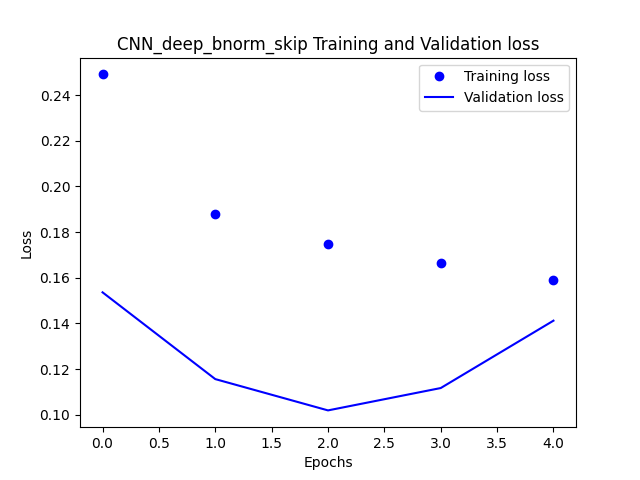 CNN_deep_bnorm_skip Training and Validation loss
Training loss
Validation loss
Loss
0.24
0.22
0.20
0.18
0.16
0.14
0.12
0.10
0.0 0.5 1.0 1.5 2.0 2.5 3.0 3.5 4.0
Epochs